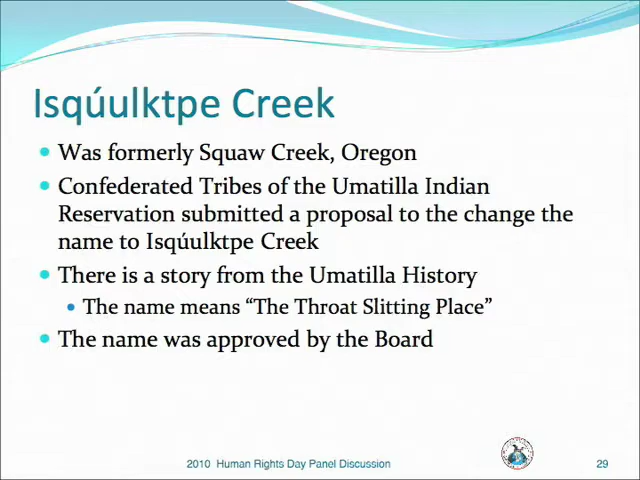 Isqúulktpe Creek
Was formerly Squaw Creek, Oregon
Confederated Tribes of the Umatilla Indian
Reservation submitted a proposal to the change the
name to Isqúulktpe Creek
There is a story from the Umatilla History
The name means “The Throat Slitting Place”
The name was approved by the Board
2010 Human Rights Day Panel Discussion
29